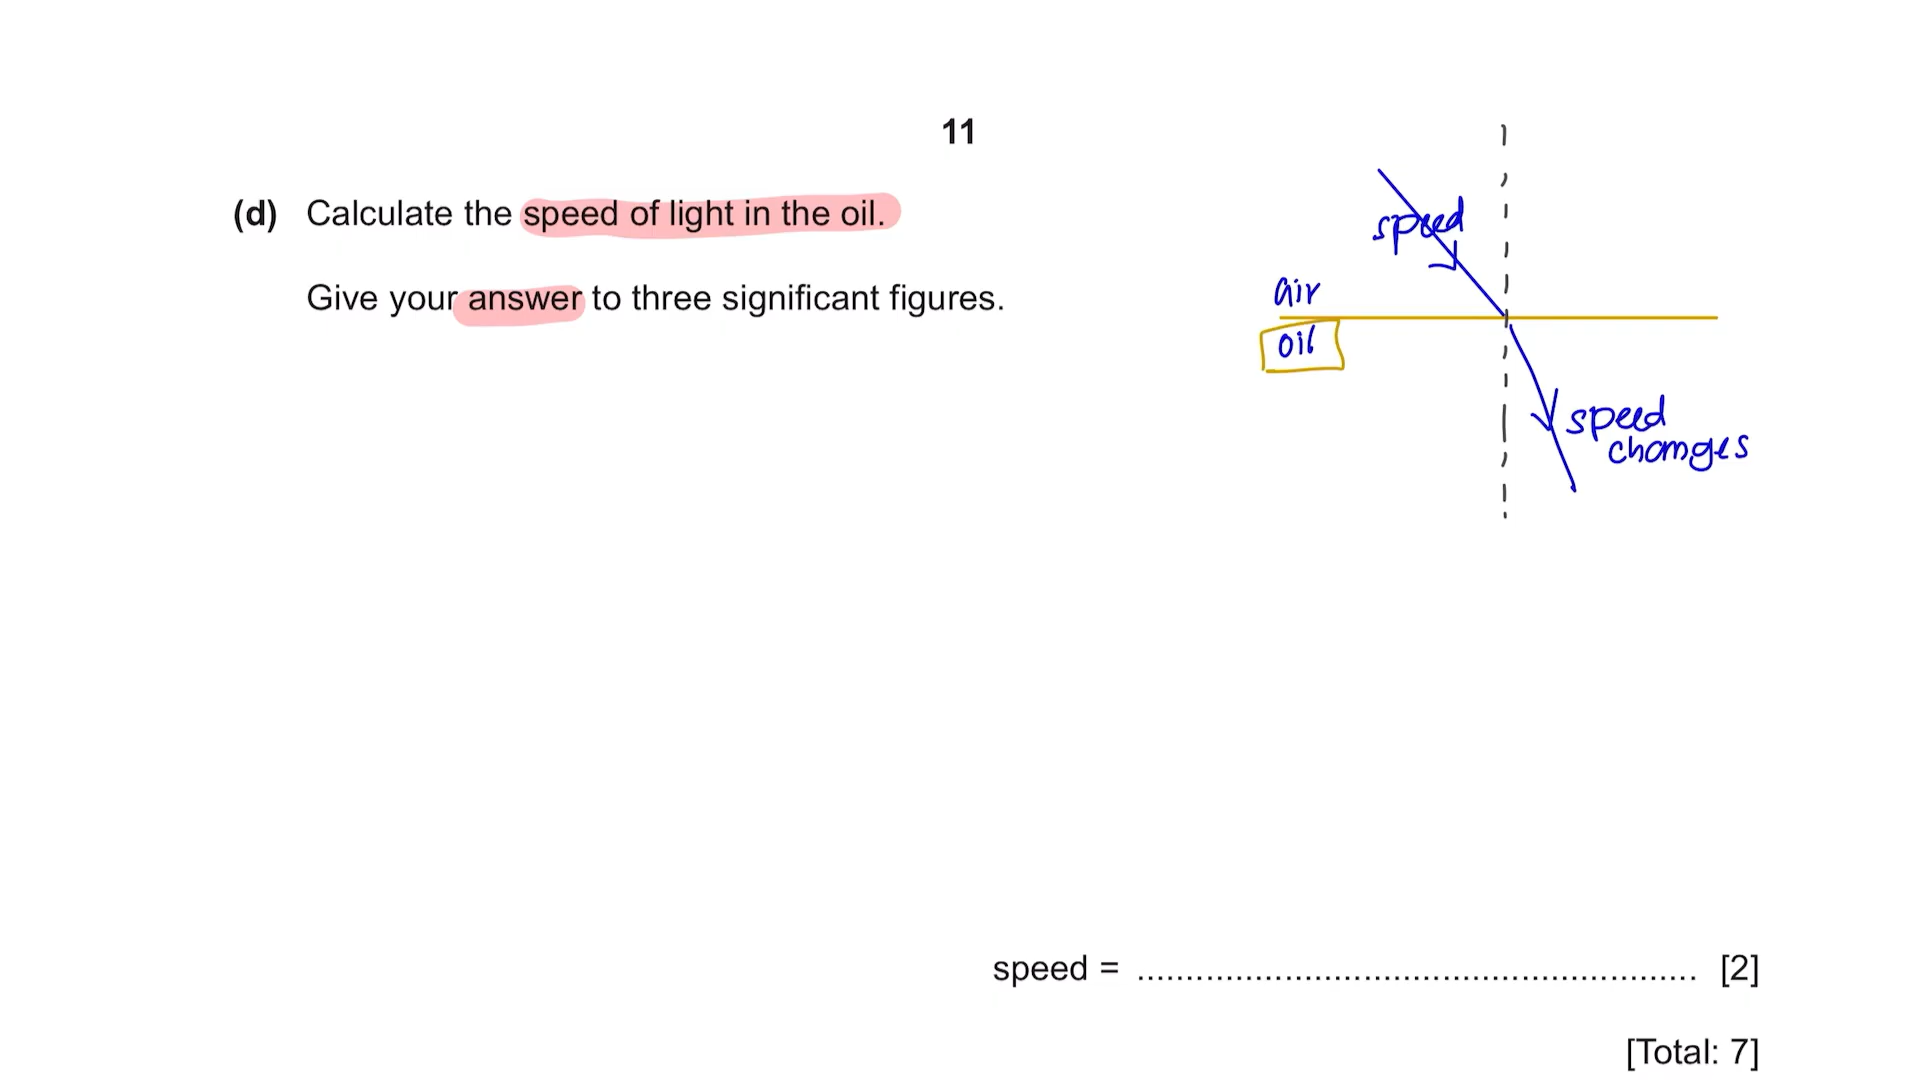 11
(d) Calculate the speed of light in the oil.
Give your answer to three significant figures.
speed
air
oil
speed
changes
speed = ........................................................ [2]
[Total: 7]